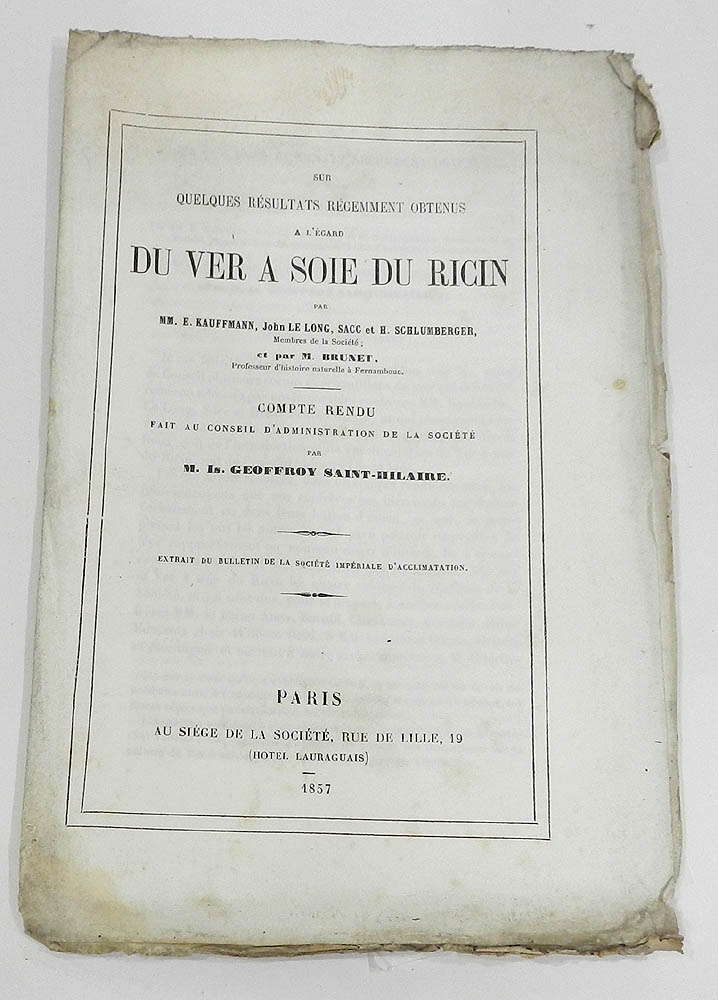 SUR
QUELQUES RÉSULTATS RÉCEMMENT OBTENUS
A L'ÉGARD
DU VER A SOIE DU RICIN
PAR
MM. E. KAUFFMANN, John LE LONG, SACC et H. SCHLUMBERGER,
Membres de la Société;
et par M. BRUNET,
Professeur d'histoire naturelle à Fernambouc.
COMPTE RENDU
FAIT AU CONSEIL D'ADMINISTRATION DE LA SOCIÉTÉ
PAR
M. Is. GEOFFROY SAINT-HILAIRE.
EXTRAIT DU BULLETIN DE LA SOCIÉTÉ IMPÉRIALE D'ACCLIMATATION.
PARIS
AU SIÉGE DE LA SOCIÉTÉ, RUE DE LILLE, 19
(HOTEL LAURAGUAIS)
1857